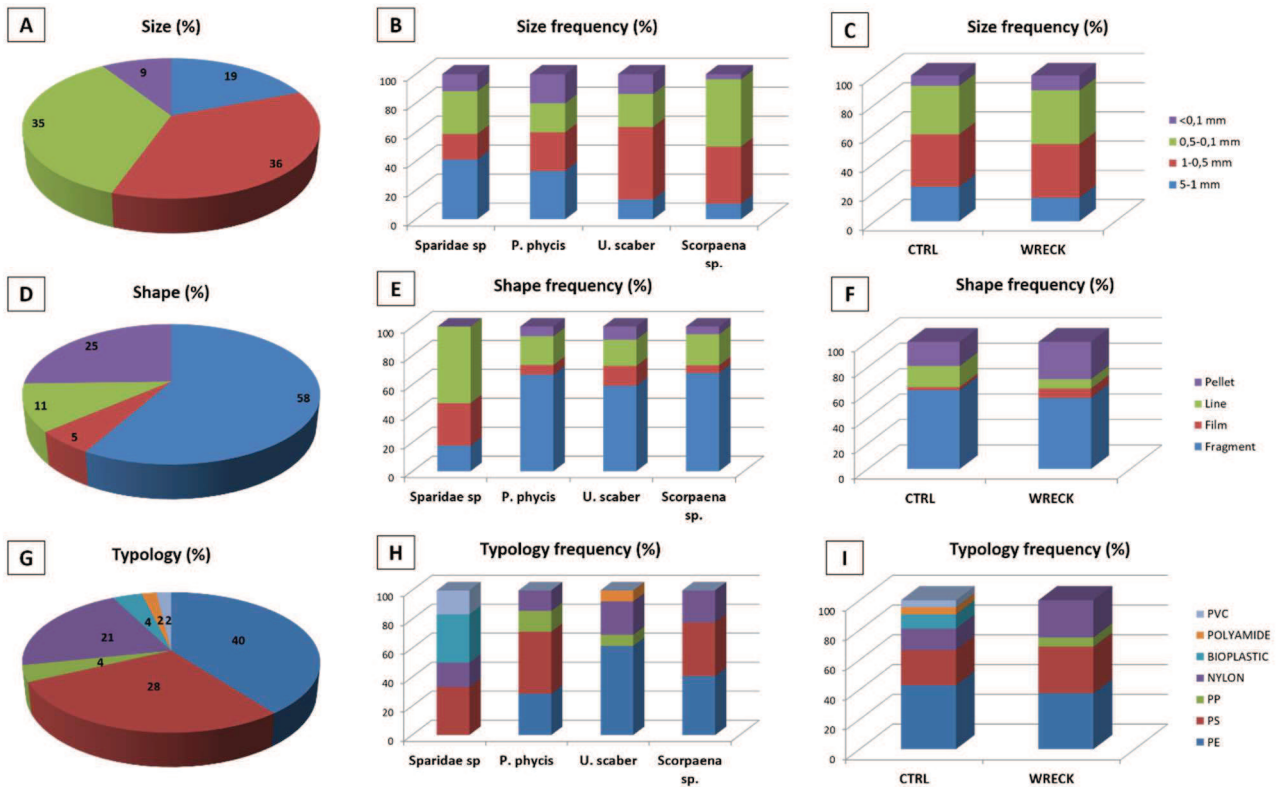 A
Size (%)
9
19
35
36
B
Size frequency (%)
100
80
60
40
20
0
Sparidae sp
P. phycis
U. scaber
Scorpaena
sp.
C
Size frequency (%)
100
80
60
40
20
0
CTRL
WRECK
<0,1 mm
0,5-0,1 mm
1-0,5 mm
5-1 mm
D
Shape (%)
25
11
5
58
E
Shape frequency (%)
100
80
60
40
20
0
Sparidae sp
P. phycis
U. scaber
Scorpaena
sp.
F
Shape frequency (%)
100
80
60
40
20
0
CTRL
WRECK
Pellet
Line
Film
Fragment
G
Typology (%)
4
2
2
21
40
4
28
H
Typology frequency (%)
100
80
60
40
20
0
Sparidae sp
P. phycis
U. scaber
Scorpaena
sp.
I
Typology frequency (%)
100
80
60
40
20
0
CTRL
WRECK
PVC
POLYAMIDE
BIOPLASTIC
NYLON
PP
PS
PE